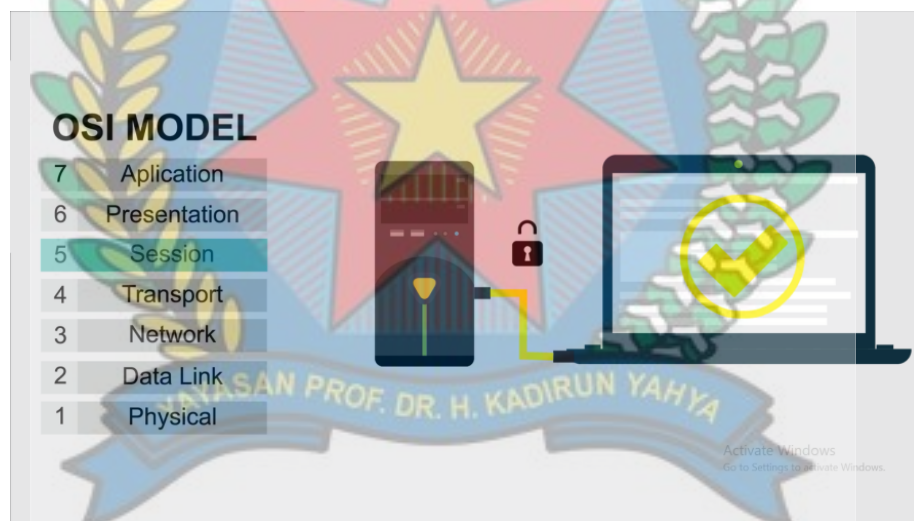 OSI MODEL
7 Aplication
6 Presentation
5 Session
4 Transport
3 Network
2 Data Link
1 Physical
YAYASAN PROF. DR. H. KADIRUN YAHYA
Activate Windows
Go to Settings to activate Windows.